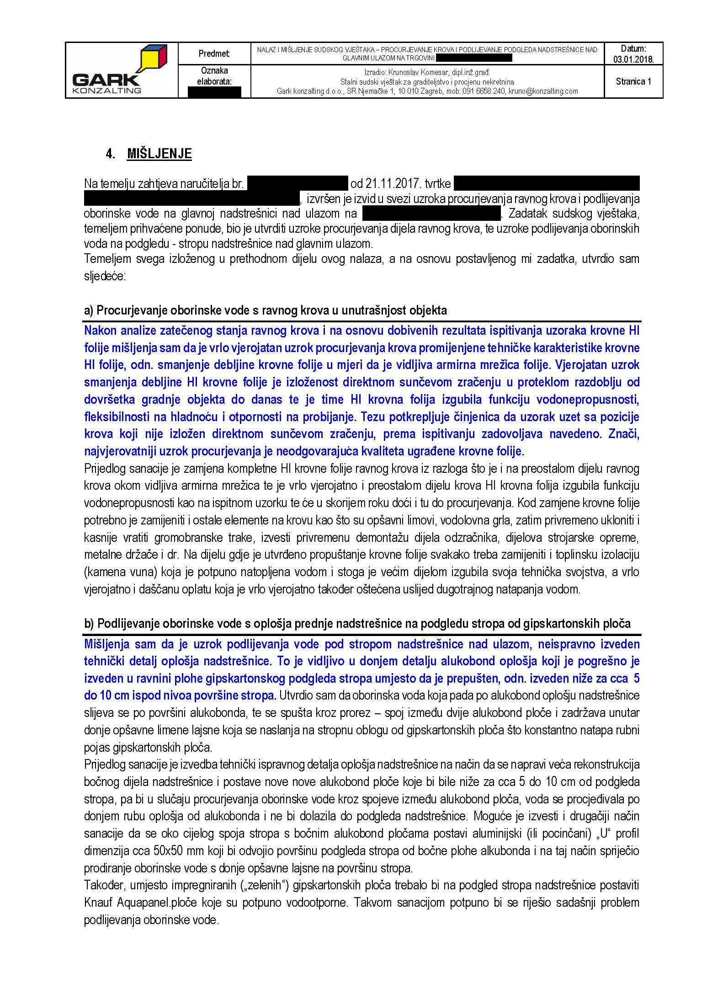 GARK
KONZALTING
Predmet:
NALAZ I MIŠLJENJE SUDSKOG VJEŠTAKA – PROCURJEVANJE KROVA I PODLIJEVANJE PODGLEDA NADSTREŠNICE NAD
GLAVNIM ULAZOM NA TRGOVINI
Datum:
03.01.2018.
Oznaka
elaborata:
Izradio: Krunoslav Komesar, dipl.inž.građ.
Stalni sudski vještak za graditeljstvo i procjenu nekretnina
Gark konzalting d.o.o., SR Njemačke 1, 10 010 Zagreb, mob: 091 6658 240, kruno@konzalting.com
Stranica 1
4. MIŠLJENJE
Na temelju zahtjeva naručitelja br. od 21.11.2017. tvrtke
, izvršen je izvid u svezi uzroka procurjevanja ravnog krova i podlijevanja
oborinske vode na glavnoj nadstrešnici nad ulazom na . Zadatak sudskog vještaka,
temeljem prihvaćene ponude, bio je utvrditi uzroke procurjevanja dijela ravnog krova, te uzroke podlijevanja oborinskih
voda na podgledu - stropu nadstrešnice nad glavnim ulazom.
Temeljem svega izloženog u prethodnom dijelu ovog nalaza, a na osnovu postavljenog mi zadatka, utvrdio sam
sljedeće:
a) Procurjevanje oborinske vode s ravnog krova u unutrašnjost objekta
Nakon analize zatečenog stanja ravnog krova i na osnovu dobivenih rezultata ispitivanja uzoraka krovne HI
folije mišljenja sam da je vrlo vjerojatan uzrok procurjevanja krova promijenjene tehničke karakteristike krovne
HI folije, odn. smanjenje debljine krovne folije u mjeri da je vidljiva armirna mrežica folije. Vjerojatan uzrok
smanjenja debljine HI krovne folije je izloženost direktnom sunčevom zračenju u proteklom razdoblju od
dovršetka gradnje objekta do danas te je time HI krovna folija izgubila funkciju vodonepropusnosti,
fleksibilnosti na hladnoću i otpornosti na probijanje. Tezu potkrepljuje činjenica da uzorak uzet sa pozicije
krova koji nije izložen direktnom sunčevom zračenju, prema ispitivanju zadovoljava navedeno. Znači,
najvjerovatniji uzrok procurjevanja je neodgovarajuća kvaliteta ugrađene krovne folije.
Prijedlog sanacije je zamjena kompletne HI krovne folije ravnog krova iz razloga što je i na preostalom dijelu ravnog
krova okom vidljiva armirna mrežica te je vrlo vjerojatno i preostalom dijelu krova HI krovna folija izgubila funkciju
vodonepropusnosti kao na ispitnom uzorku te će u skorijem roku doći i tu do procurjevanja. Kod zamjene krovne folije
potrebno je zamijeniti i ostale elemente na krovu kao što su opšavni limovi, vodolovna grla, zatim privremeno ukloniti i
kasnije vratiti gromobranske trake, izvesti privremenu demontažu dijela odzračnika, dijelova strojarske opreme,
metalne držače i dr. Na dijelu gdje je utvrđeno propuštanje krovne folije svakako treba zamijeniti i toplinsku izolaciju
(kamena vuna) koja je potpuno natopljena vodom i stoga je većim dijelom izgubila svoja tehnička svojstva, a vrlo
vjerojatno i daščanu oplatu koja je vrlo vjerojatno također oštećena uslijed dugotrajnog natapanja vodom.
b) Podlijevanje oborinske vode s oplošja prednje nadstrešnice na podgledu stropa od gipskartonskih ploča
Mišljenja sam da je uzrok podlijevanja vode pod stropom nadstrešnice nad ulazom, neispravno izveden
tehnički detalj oplošja nadstrešnice. To je vidljivo u donjem detalju alukobond oplošja koji je pogrešno je
izveden u ravnini plohe gipskartonskog podgleda stropa umjesto da je prepušten, odn. izveden niže za cca 5
do 10 cm ispod nivoa površine stropa. Utvrdio sam da oborinska voda koja pada po alukobond oplošju nadstrešnice
slijeva se po površini alukobonda, te se spušta kroz prorez – spoj između dvije alukobond ploče i zadržava unutar
donje opšavne limene lajsne koja se naslanja na stropnu oblogu od gipskartonskih ploča što konstantno natapa rubni
pojas gipskartonskih ploča.
Prijedlog sanacije je izvedba tehnički ispravnog detalja oplošja nadstrešnice na način da se napravi veća rekonstrukcija
bočnog dijela nadstrešnice i postave nove nove alukobond ploče koje bi bile niže za cca 5 do 10 cm od podgleda
stropa, pa bi u slučaju procurjevanja oborinske vode kroz spojeve između alukobond ploča, voda se procjeđivala po
donjem rubu oplošja od alukobonda i ne bi dolazila do podgleda nadstrešnice. Moguće je izvesti i drugačiji način
sanacije da se oko cijelog spoja stropa s bočnim alukobond pločama postavi aluminijski (ili pocinčani) „U“ profil
dimenzija cca 50x50 mm koji bi odvojio površinu podgleda stropa od bočne plohe alkubonda i na taj način spriječio
prodiranje oborinske vode s donje opšavne lajsne na površinu stropa.
Također, umjesto impregniranih („zelenih“) gipskartonskih ploča trebalo bi na podgled stropa nadstrešnice postaviti
Knauf Aquapanel.ploče koje su potpuno vodootporne. Takvom sanacijom potpuno bi se riješio sadašnji problem
podlijevanja oborinske vode.